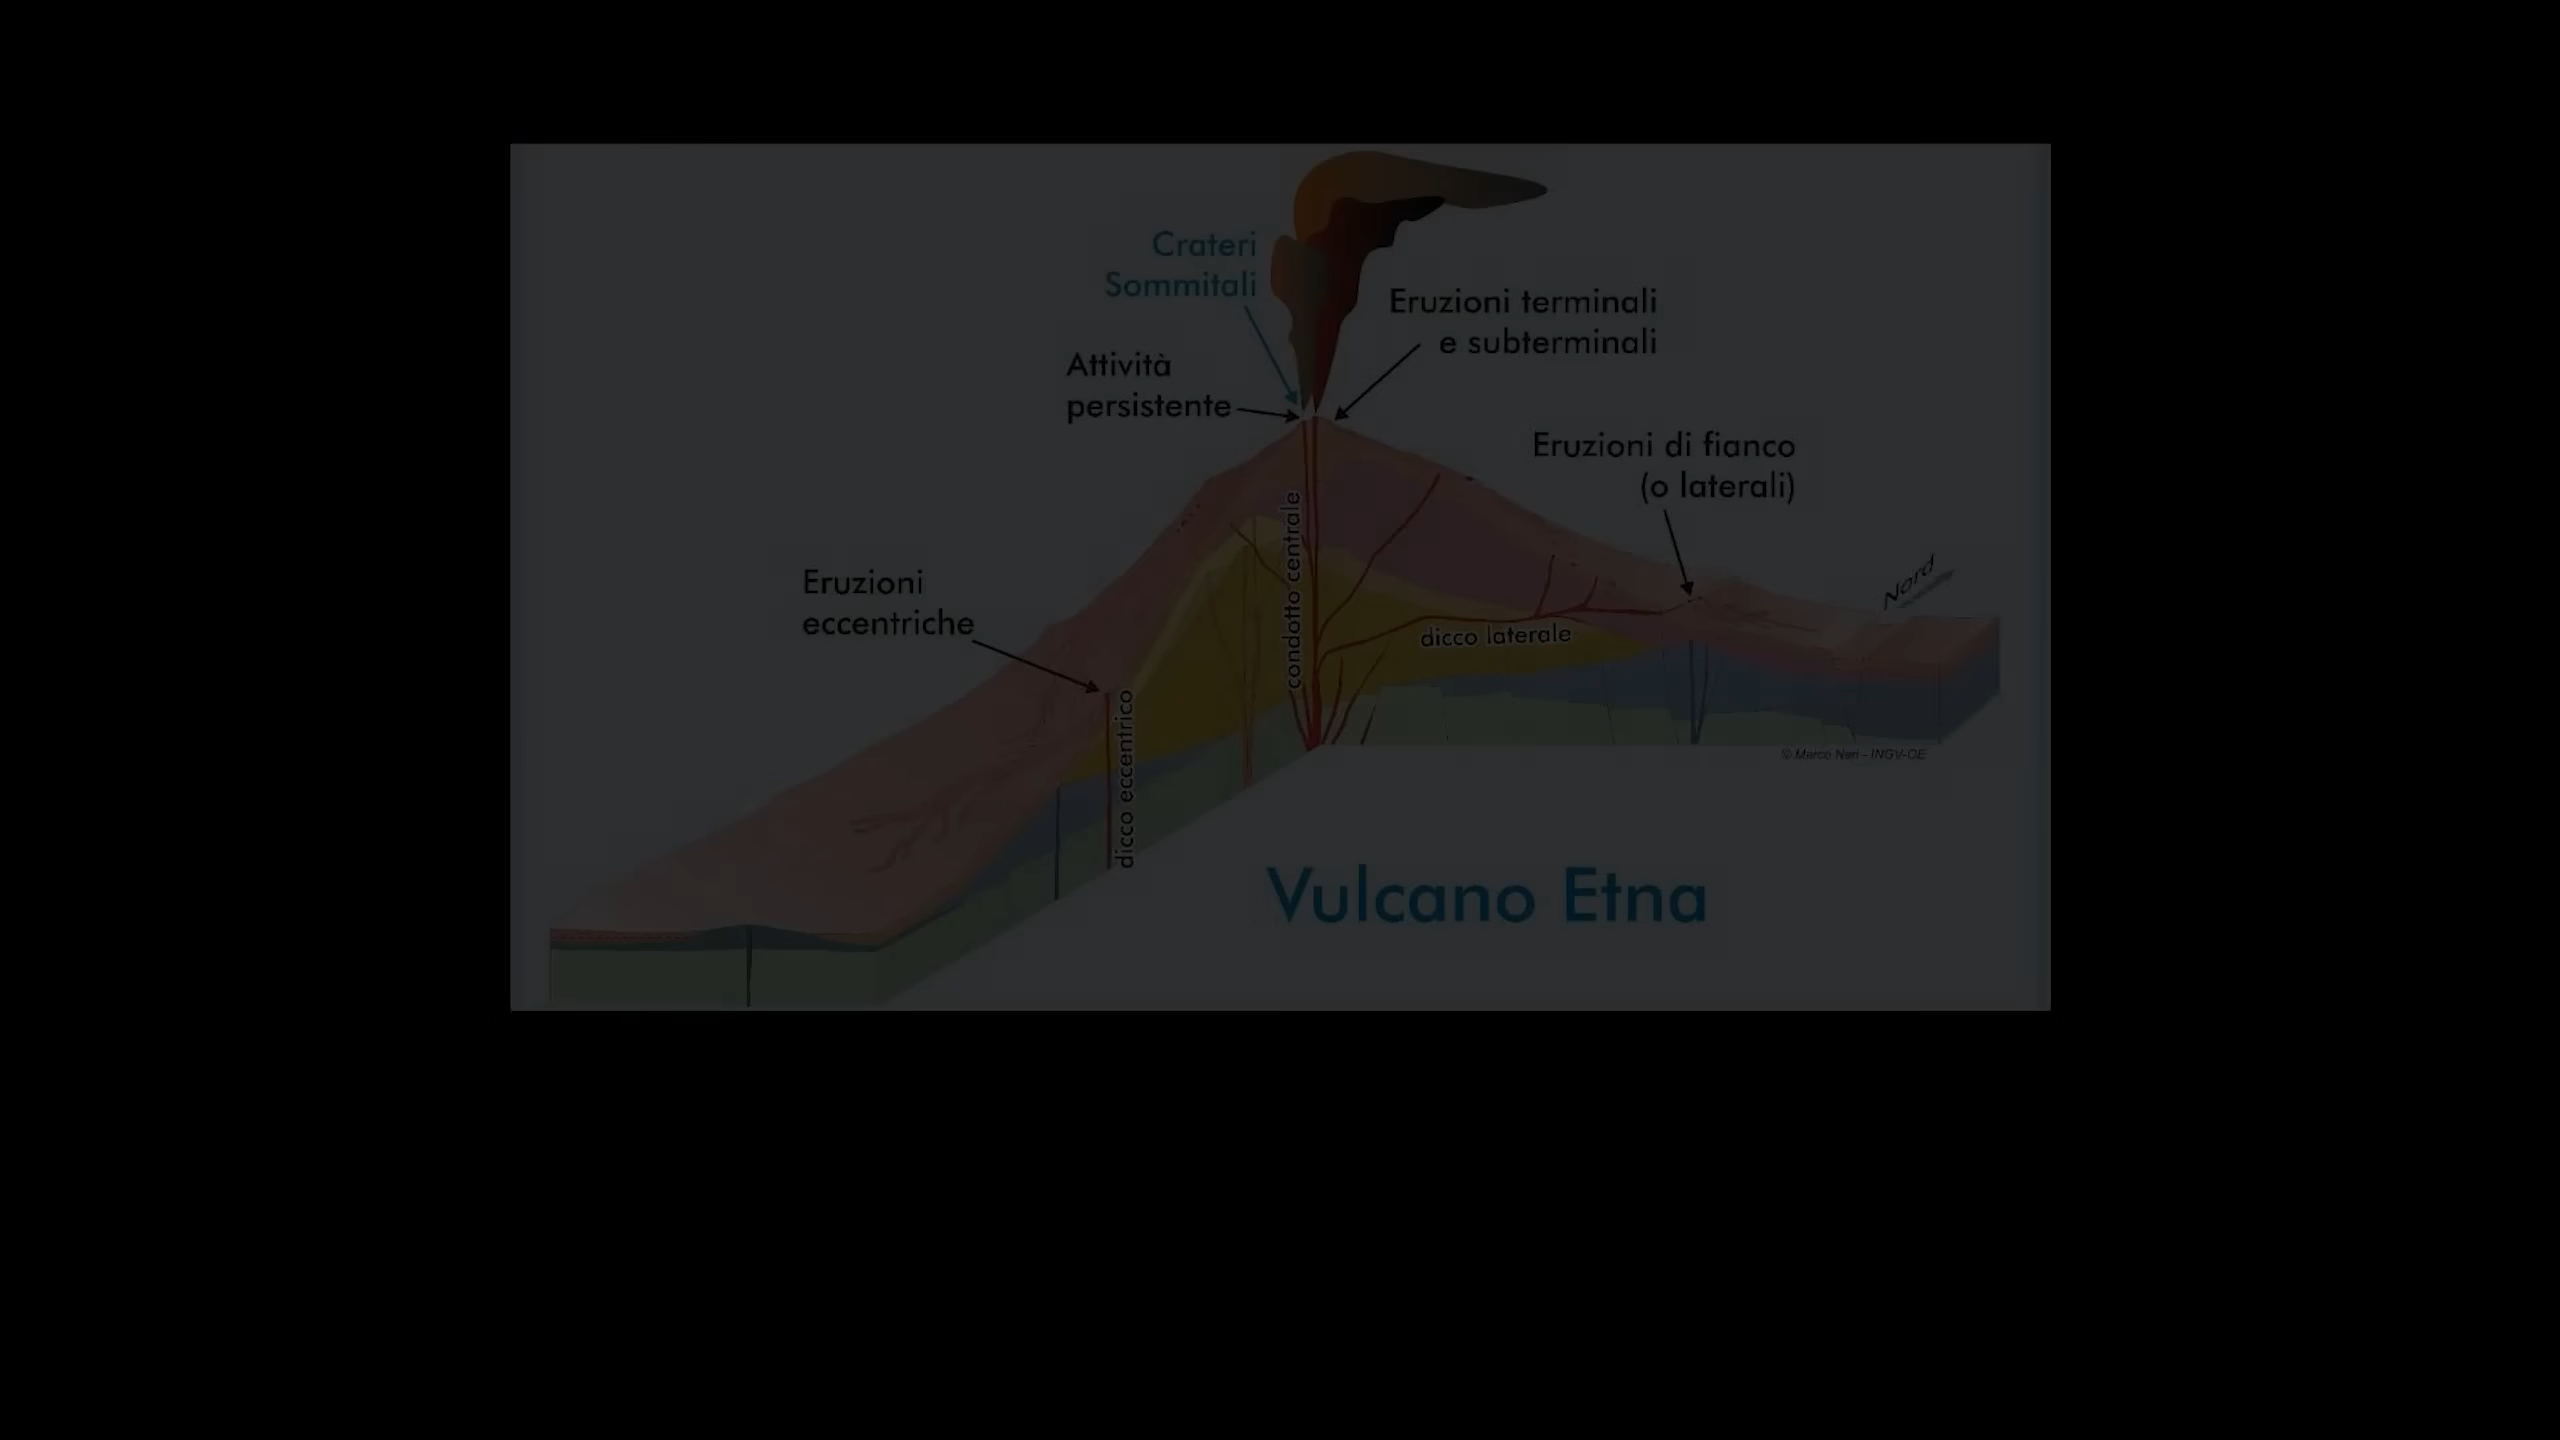 Crateri
Sommitali
Eruzioni terminali
e subterminali
Attività
persistente
Eruzioni di fianco
(o laterali)
Nord
Eruzioni
eccentriche
condotto centrale
dicco laterale
dicco eccentrico
© Marco Neri - INGV-OE
Vulcano Etna